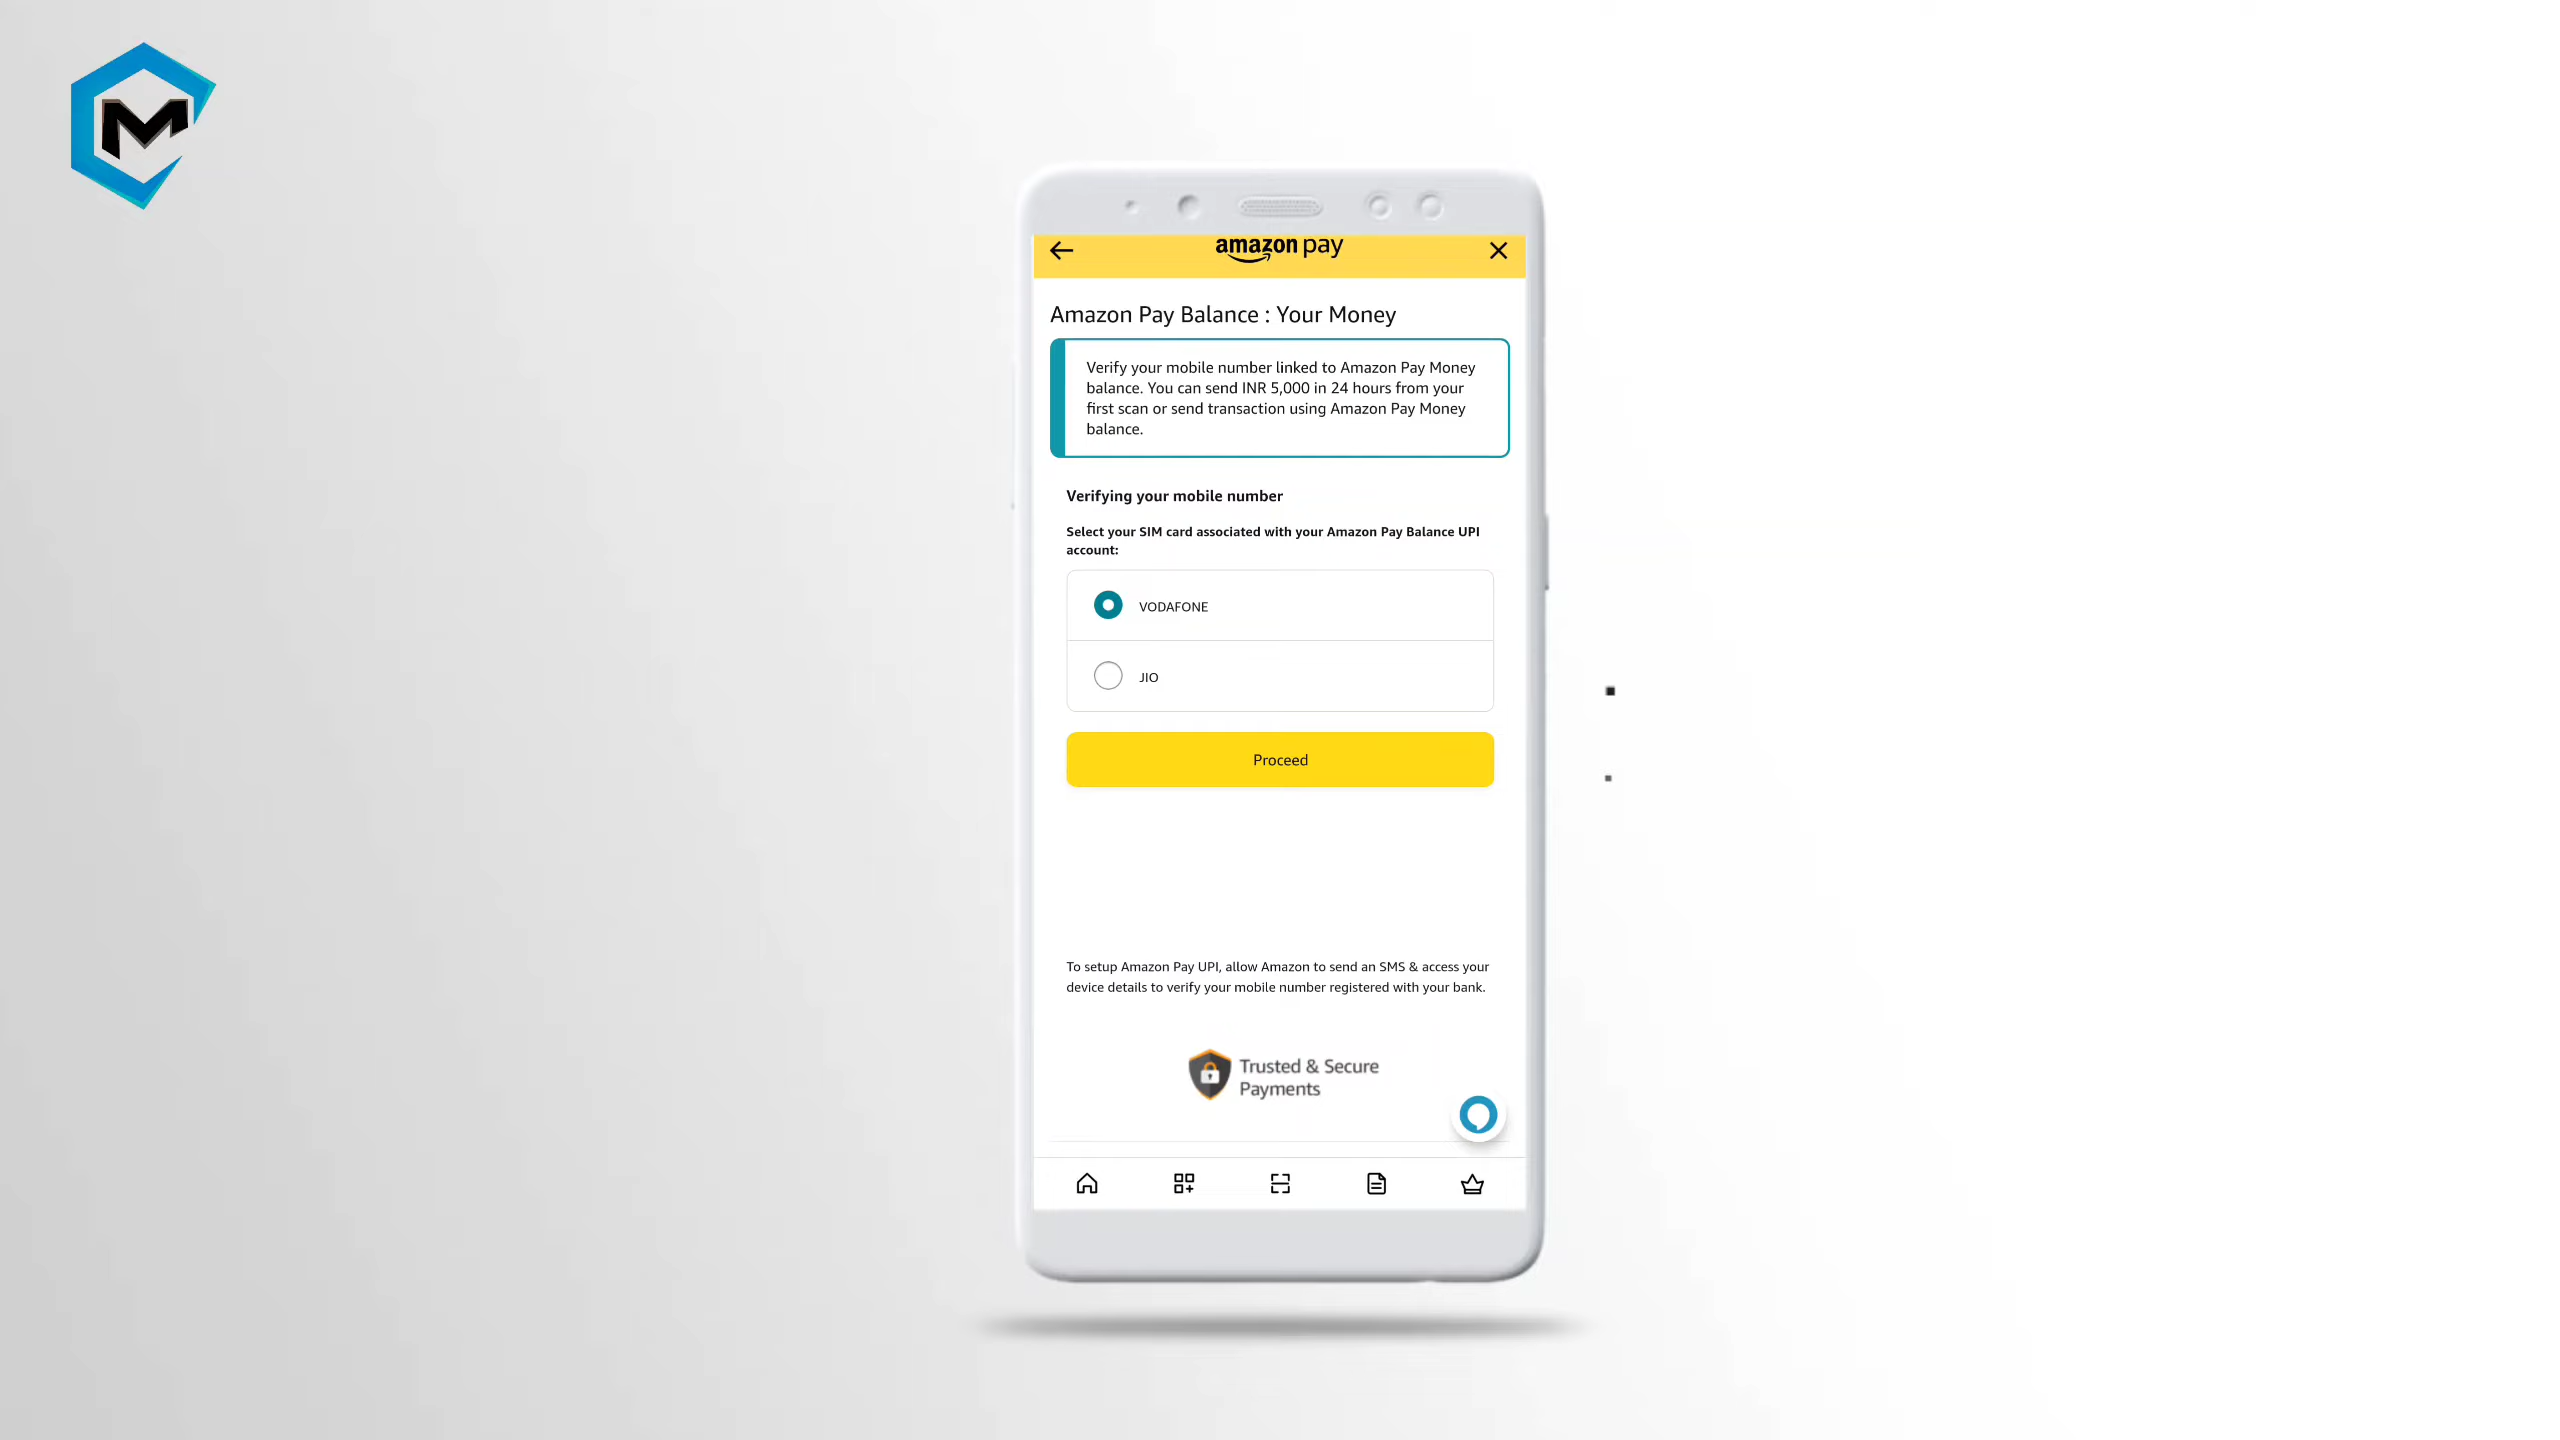 M
amazon pay
Amazon Pay Balance : Your Money
Verify your mobile number linked to Amazon Pay Money
balance. You can send INR 5,000 in 24 hours from your
first scan or send transaction using Amazon Pay Money
balance.
Verifying your mobile number
Select your SIM card associated with your Amazon Pay Balance UPI
account:
VODAFONE
JIO
Proceed
To setup Amazon Pay UPI, allow Amazon to send an SMS & access your
device details to verify your mobile number registered with your bank.
Trusted & Secure
Payments